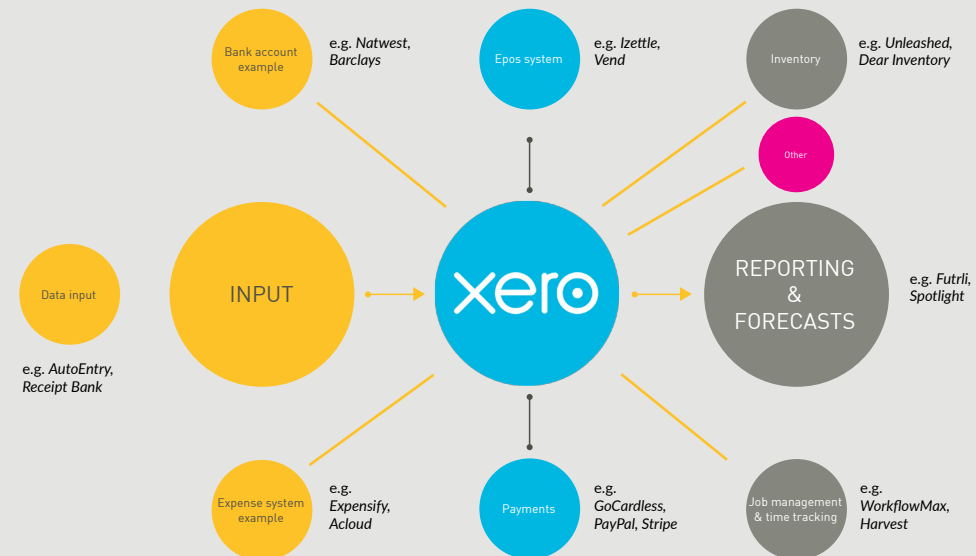 Bank account
example
e.g. Natwest,
Barclays
Epos system
e.g. Izettle,
Vend
Inventory
e.g. Unleashed,
Dear Inventory
Other
Data input
e.g. AutoEntry,
Receipt Bank
INPUT
xero
REPORTING
&
FORECASTS
e.g. Futrli,
Spotlight
Expense system
example
e.g.
Expensify,
Acloud
Payments
e.g.
GoCardless,
PayPal, Stripe
Job management
& time tracking
e.g.
WorkflowMax,
Harvest